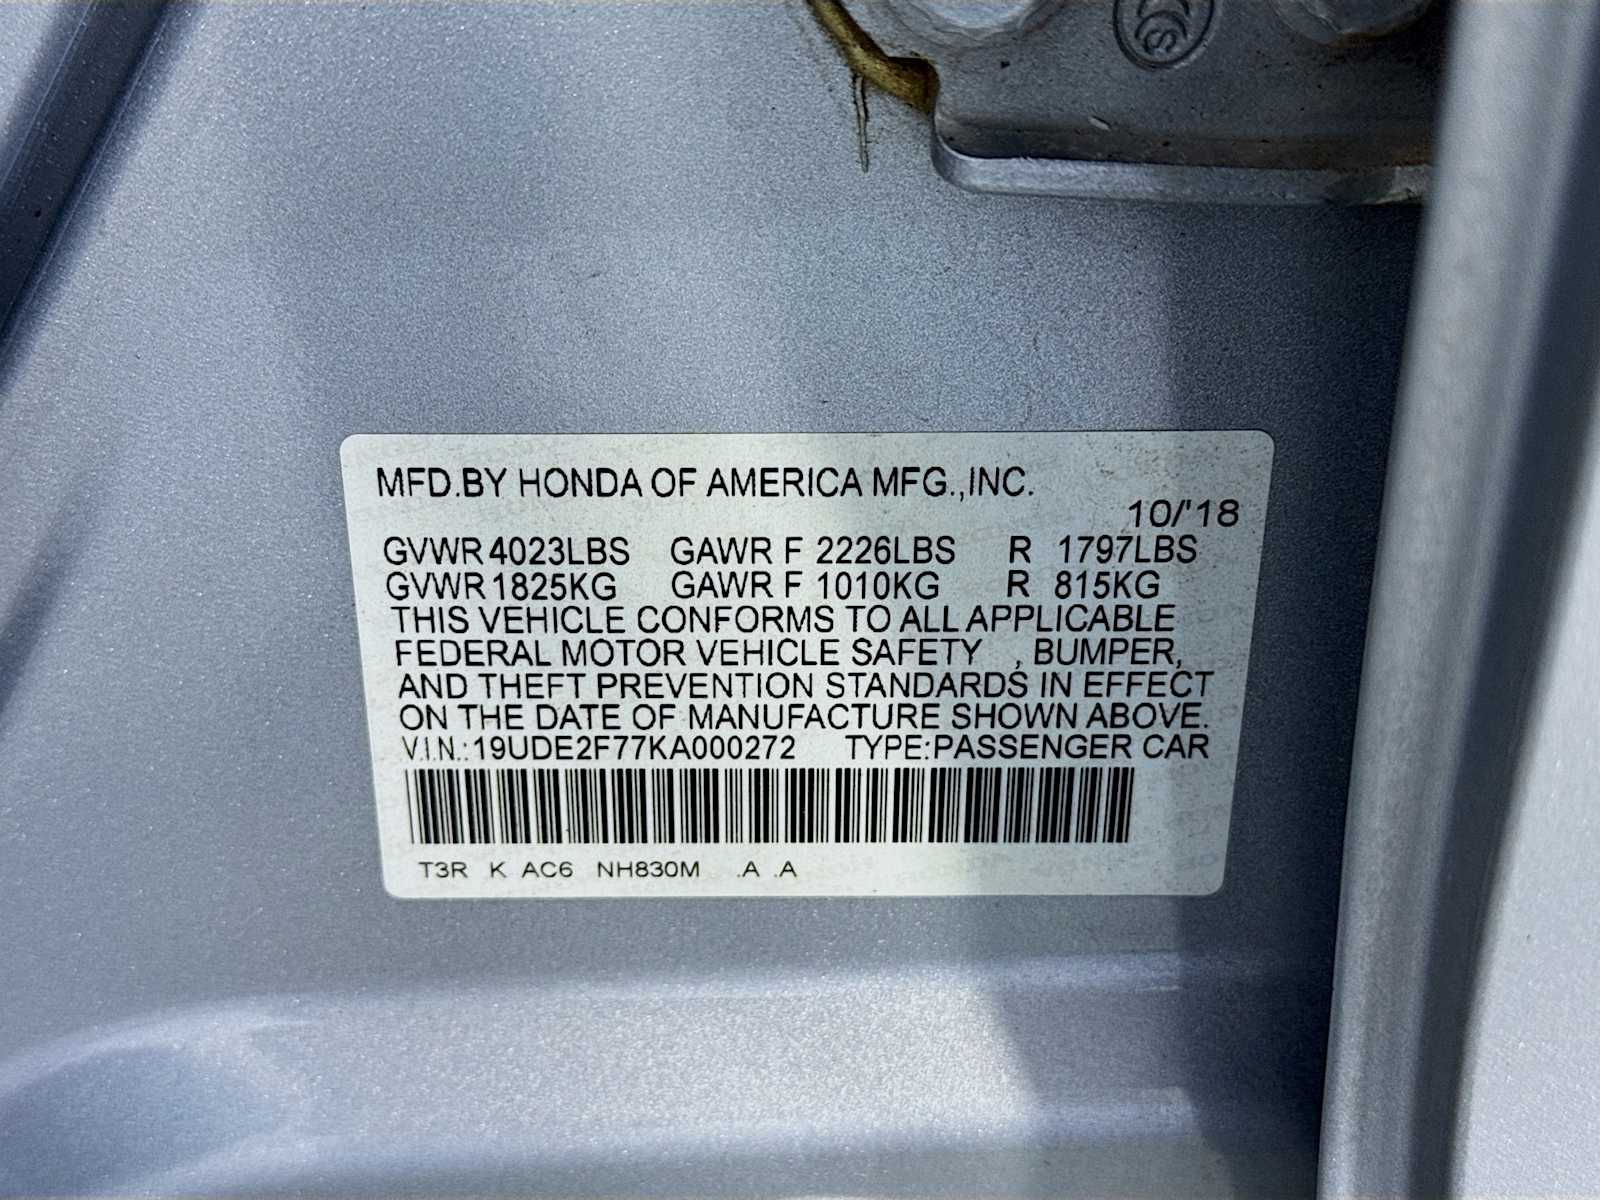 MFD.BY HONDA OF AMERICA MFG.,INC.
10/'18
GVWR 4023LBS GAWR F 2226LBS R 1797LBS
GVWR 1825KG GAWR F 1010KG R 815KG
THIS VEHICLE CONFORMS TO ALL APPLICABLE
FEDERAL MOTOR VEHICLE SAFETY , BUMPER,
AND THEFT PREVENTION STANDARDS IN EFFECT
ON THE DATE OF MANUFACTURE SHOWN ABOVE.
V.I.N.: 19UDE2F77KA000272 TYPE:PASSENGER CAR
T3R K AC6 NH830M .A .A